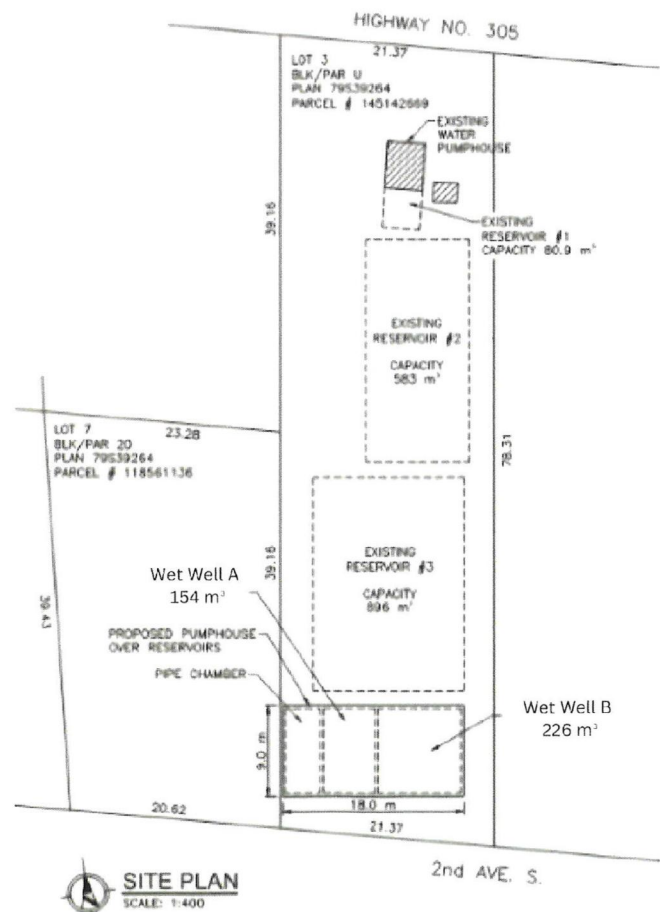 HIGHWAY NO. 305
21.37
LOT 3
BLK/PAR U
PLAN 79S39264
PARCEL # 145142669
EXISTING
WATER
PUMPHOUSE
39.16
EXISTING
RESERVOIR #1
CAPACITY 80.9 m³
EXISTING
RESERVOIR #2
CAPACITY
583 m³
LOT 7
BLK/PAR 20
PLAN 79S39264
PARCEL # 118561136
23.28
78.31
39.16
39.43
EXISTING
RESERVOIR #3
CAPACITY
896 m³
Wet Well A
154 m³
PROPOSED PUMPHOUSE
OVER RESERVOIRS
PIPE CHAMBER
Wet Well B
226 m³
9.0 m
18.0 m
20.62
21.37
2nd AVE. S.
SITE PLAN
SCALE: 1:400